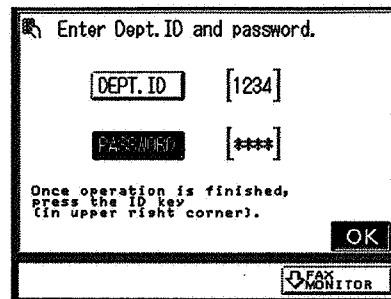 Enter Dept.ID and password.
DEPT.ID [1234]
PASSWORD [****]
Once operation is finished,
press the ID key
(in upper right corner).
OK
FAX
MONITOR